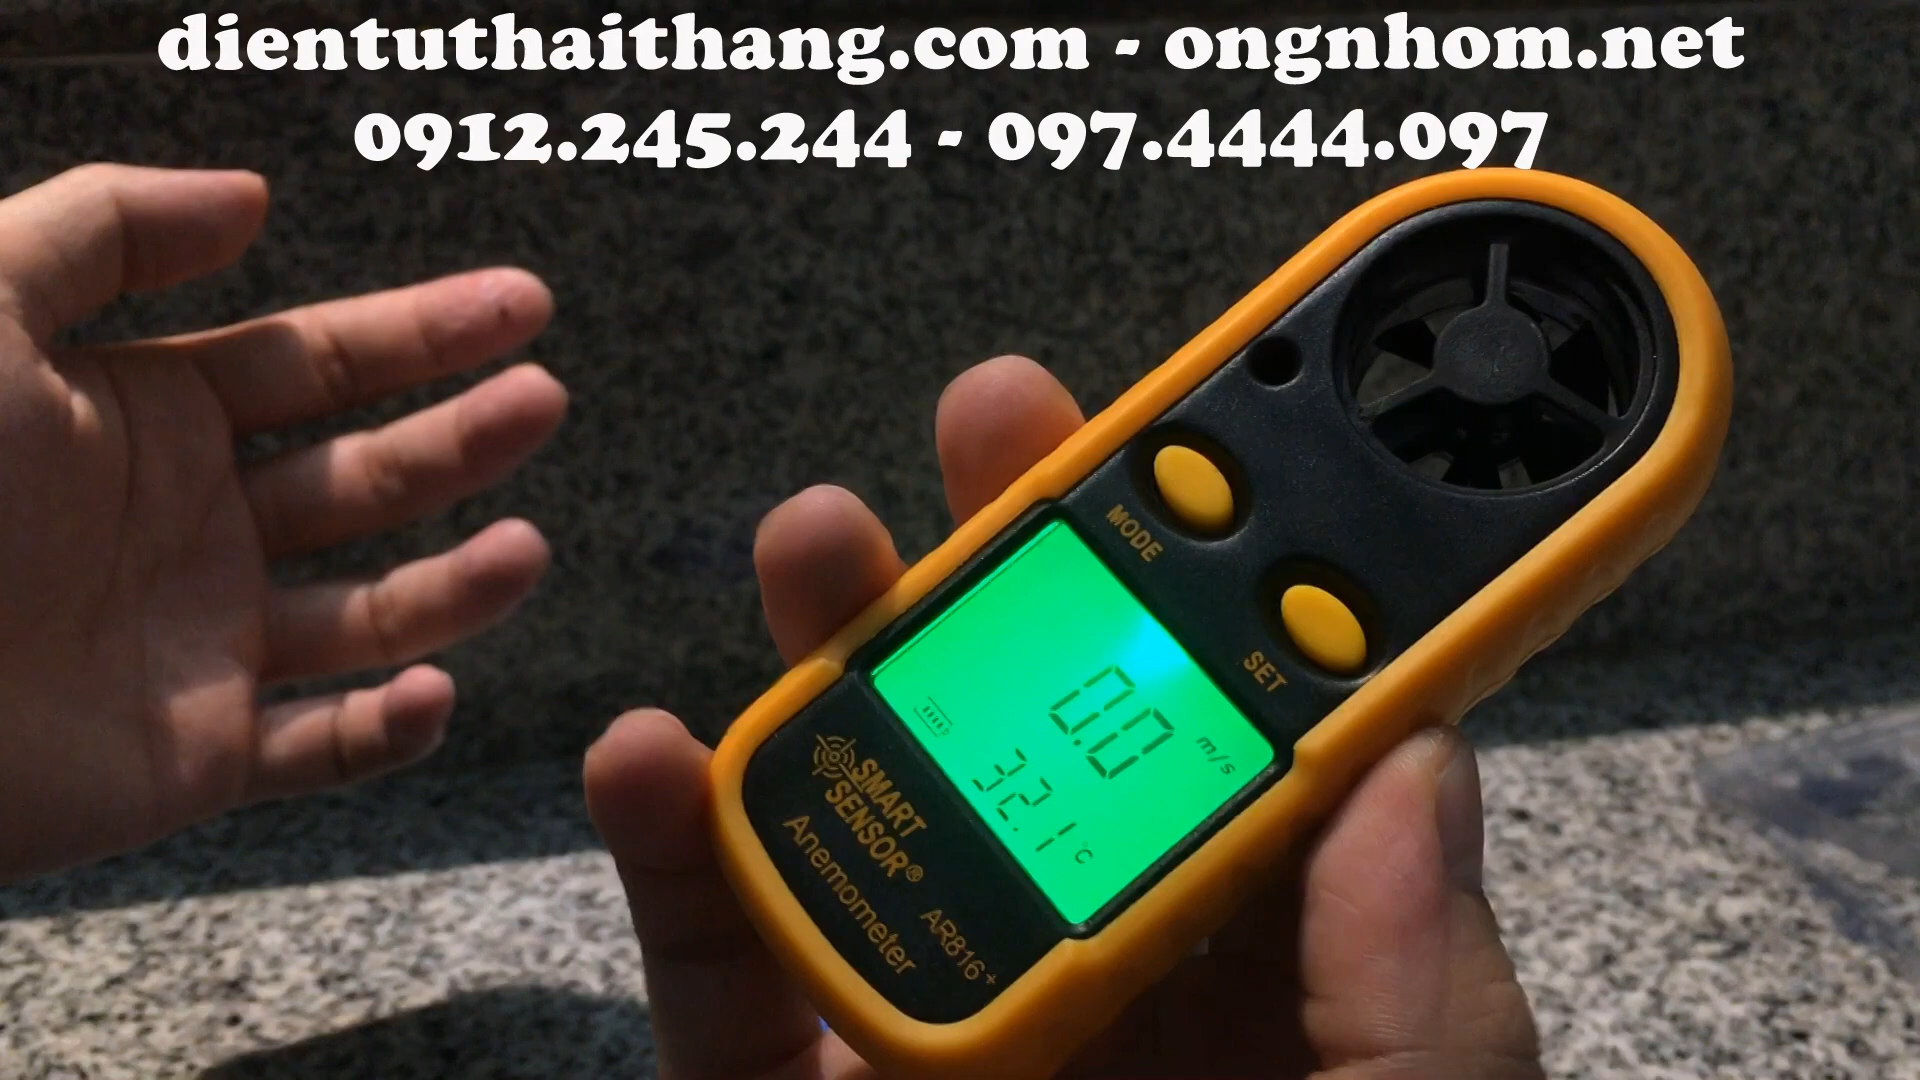 dientuthaithang.com - ongnhom.net
0912.245.244 - 097.4444.097
MODE
SET
0.0 m/s
32.1 °C
SMART
SENSOR®
Anemometer
AR816+